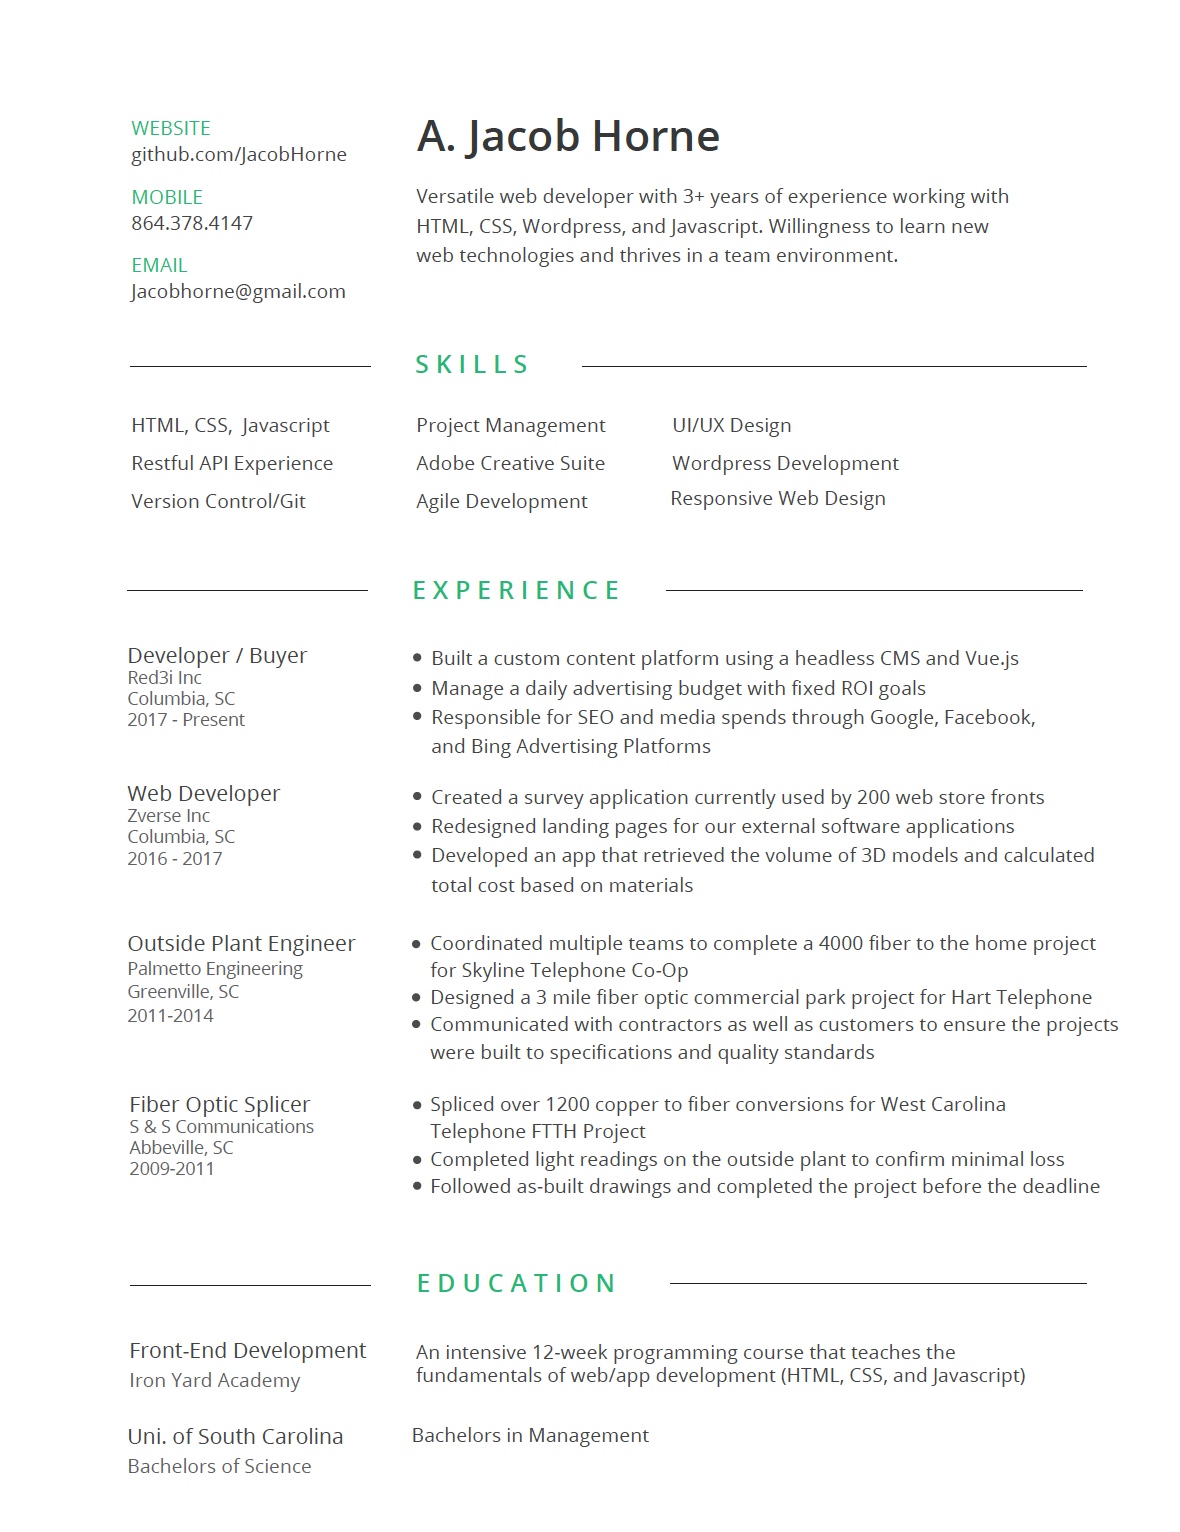 WEBSITE
github.com/JacobHorne
MOBILE
864.378.4147
EMAIL
Jacobhorne@gmail.com
A. Jacob Horne
Versatile web developer with 3+ years of experience working with
HTML, CSS, Wordpress, and Javascript. Willingness to learn new
web technologies and thrives in a team environment.
SKILLS
HTML, CSS, Javascript
Restful API Experience
Version Control/Git
Project Management
Adobe Creative Suite
Agile Development
UI/UX Design
Wordpress Development
Responsive Web Design
EXPERIENCE
Developer / Buyer
Red3i Inc
Columbia, SC
2017 - Present
• Built a custom content platform using a headless CMS and Vue.js
• Manage a daily advertising budget with fixed ROI goals
• Responsible for SEO and media spends through Google, Facebook,
and Bing Advertising Platforms
Web Developer
Zverse Inc
Columbia, SC
2016 - 2017
• Created a survey application currently used by 200 web store fronts
• Redesigned landing pages for our external software applications
• Developed an app that retrieved the volume of 3D models and calculated
total cost based on materials
Outside Plant Engineer
Palmetto Engineering
Greenville, SC
2011-2014
• Coordinated multiple teams to complete a 4000 fiber to the home project
for Skyline Telephone Co-Op
• Designed a 3 mile fiber optic commercial park project for Hart Telephone
• Communicated with contractors as well as customers to ensure the projects
were built to specifications and quality standards
Fiber Optic Splicer
S & S Communications
Abbeville, SC
2009-2011
• Spliced over 1200 copper to fiber conversions for West Carolina
Telephone FTTH Project
• Completed light readings on the outside plant to confirm minimal loss
• Followed as-built drawings and completed the project before the deadline
EDUCATION
Front-End Development
Iron Yard Academy
An intensive 12-week programming course that teaches the
fundamentals of web/app development (HTML, CSS, and Javascript)
Uni. of South Carolina
Bachelors of Science
Bachelors in Management